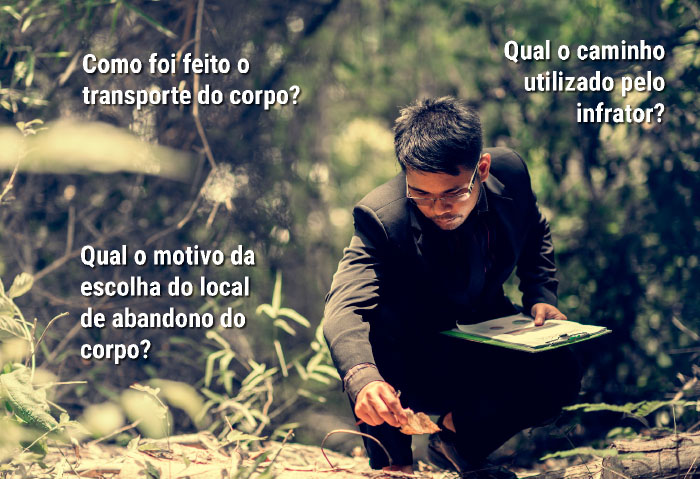 Como foi feito o
transporte do corpo?
Qual o caminho
utilizado pelo
infrator?
Qual o motivo da
escolha do local
de abandono do
corpo?